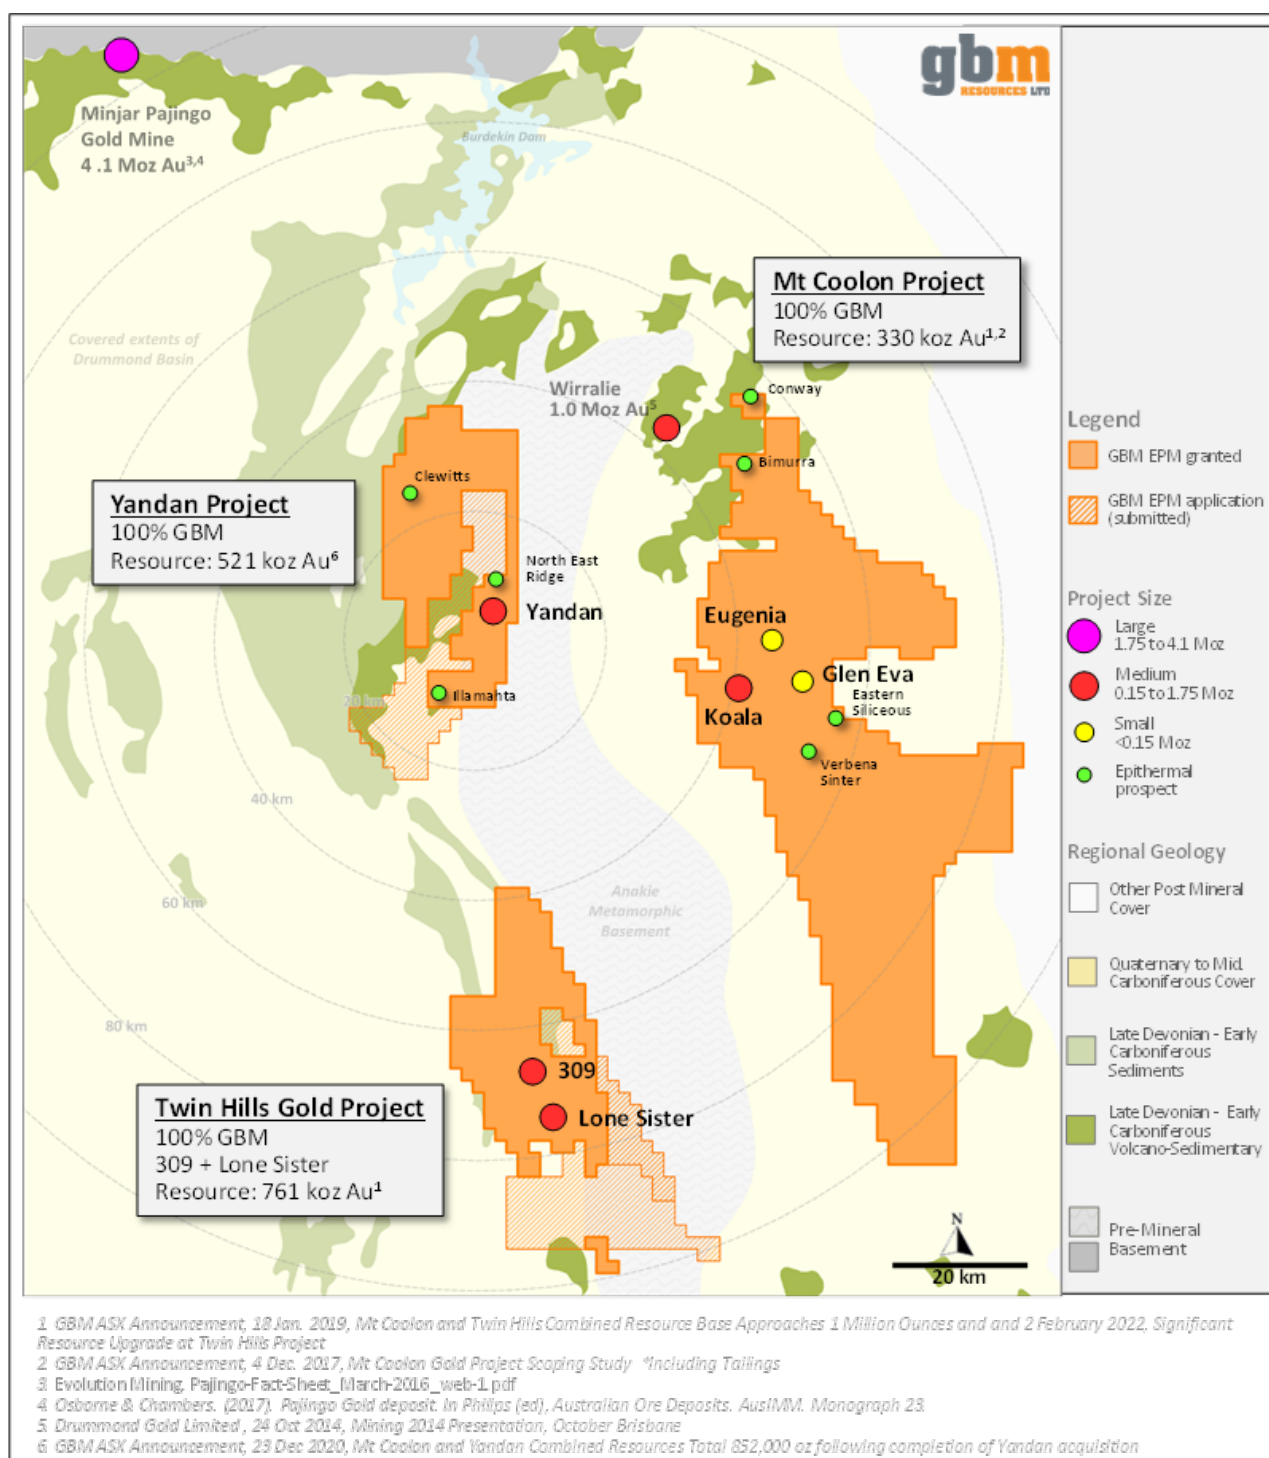 gbm
RESOURCES LTD
Minjar Pajingo
Gold Mine
4 .1 Moz Au3,4
Burdekin Dam
Mt Coolon Project
100% GBM
Resource: 330 koz Au1,2
Covered extents of
Drummond Basin
Wirralie
1.0 Moz Au5
Conway
Bimurra
Clewitts
Yandan Project
100% GBM
Resource: 521 koz Au6
North East
Ridge
Yandan
Eugenia
Glen Eva
Eastern
Siliceous
Koala
Illamahta
20 km
Verbena
Sinter
40 km
60 km
Anakie
Metamorphic
Basement
80 km
309
Lone Sister
Twin Hills Gold Project
100% GBM
309 + Lone Sister
Resource: 761 koz Au1
N
20 km
Legend
GBM EPM granted
GBM EPM application
(submitted)
Project Size
Large
1.75 to 4.1 Moz
Medium
0.15 to 1.75 Moz
Small
<0.15 Moz
Epithermal
prospect
Regional Geology
Other Post Mineral
Cover
Quaternary to Mid.
Carboniferous Cover
Late Devonian - Early
Carboniferous
Sediments
Late Devonian - Early
Carboniferous
Volcano-Sedimentary
Pre-Mineral
Basement
1 GBM ASX Announcement, 18 Jan. 2019, Mt Coolon and Twin Hills Combined Resource Base Approaches 1 Million Ounces and and 2 February 2022, Significant
Resource Upgrade at Twin Hills Project
2 GBM ASX Announcement, 4 Dec. 2017, Mt Coolon Gold Project Scoping Study *Including Tailings
3 Evolution Mining, Pajingo-Fact-Sheet_March-2016_web-1.pdf
4. Osborne & Chambers. (2017). Pajingo Gold deposit. In Philips (ed), Australian Ore Deposits. AusIMM. Monograph 23.
5. Drummond Gold Limited , 24 Oct 2014, Mining 2014 Presentation, October Brisbane
6 GBM ASX Announcement, 23 Dec 2020, Mt Coolon and Yandan Combined Resources Total 852,000 oz following completion of Yandan acquisition